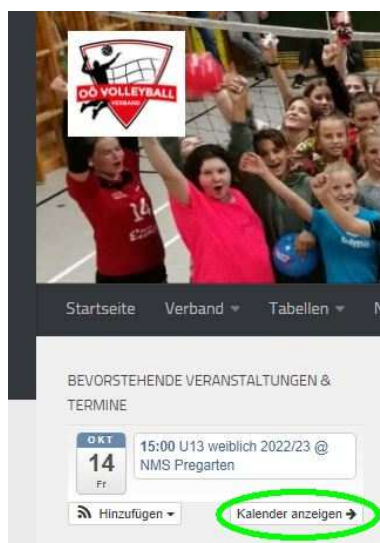 OÖ VOLLEYBALL
VERBAND
14
Startseite Verband Tabellen N
BEVORSTEHENDE VERANSTALTUNGEN &
TERMINE
OKT
14
Fr
15:00 U13 weiblich 2022/23 @
NMS Pregarten
Hinzufügen
Kalender anzeigen